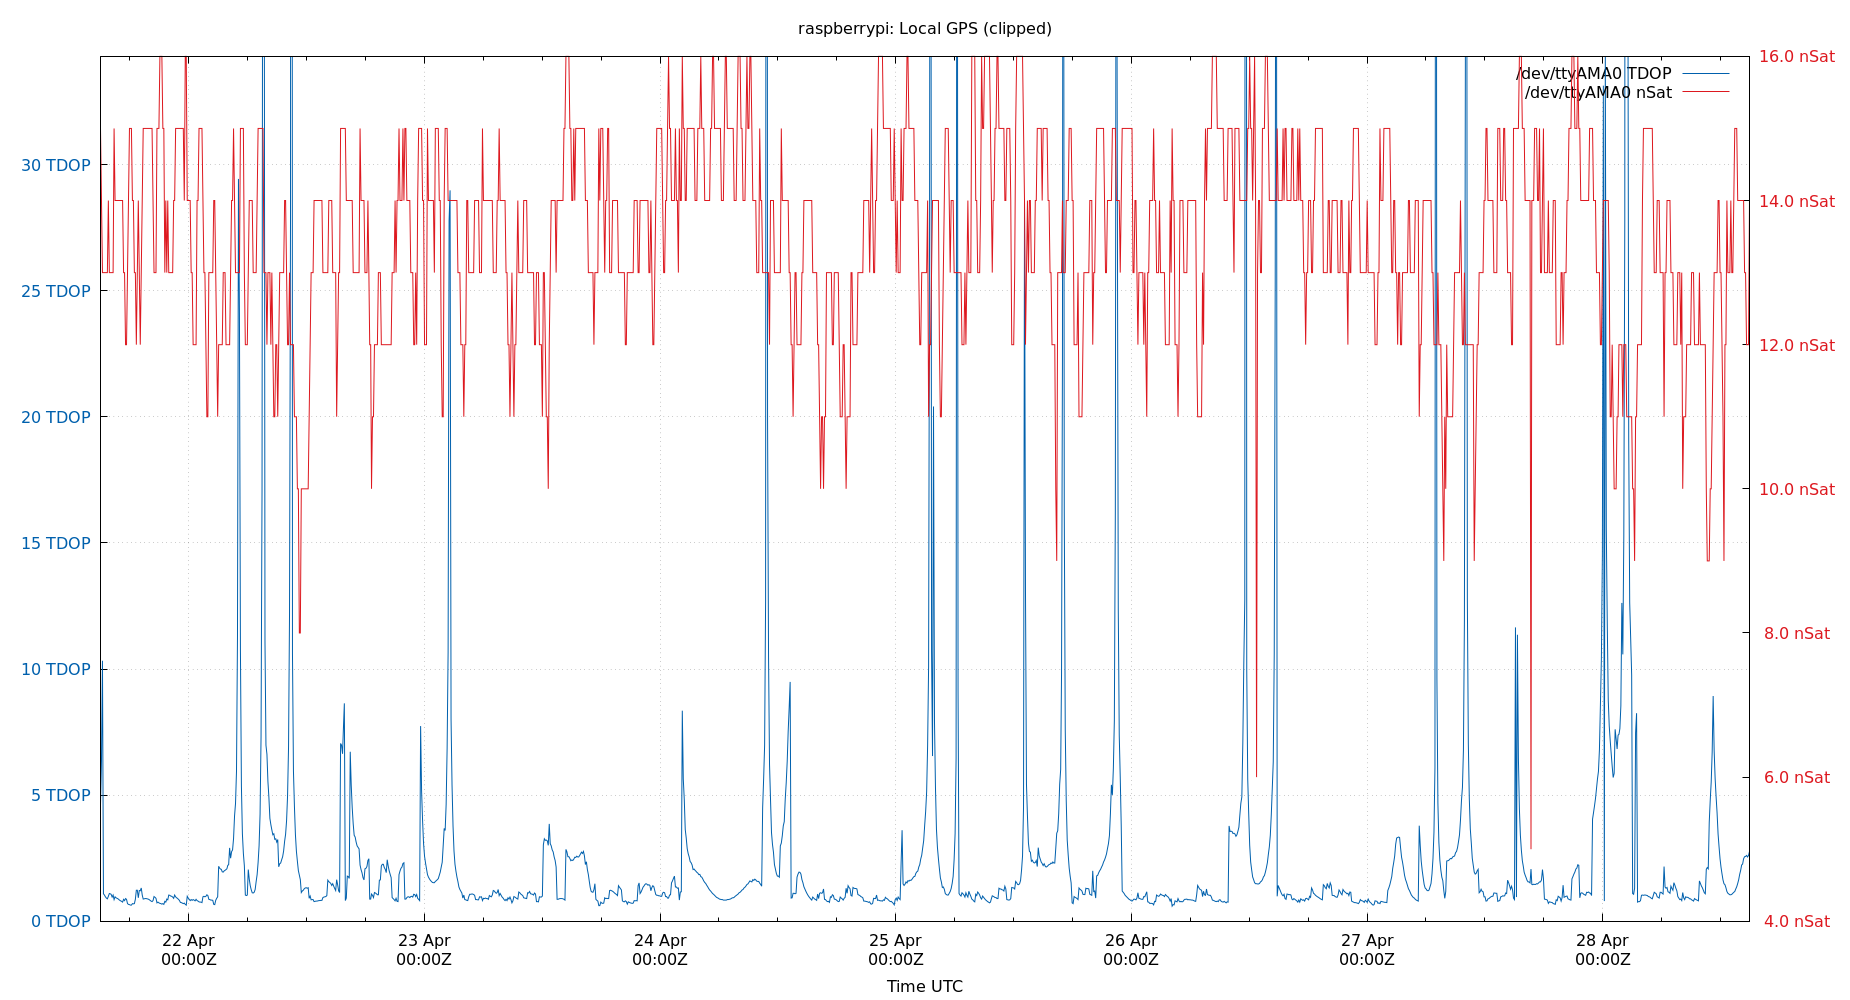 raspberrypi: Local GPS (clipped)
16.0 nSat
/dev/ttyAMA0 TDOP
/dev/ttyAMA0 nSat
30 TDOP
14.0 nSat
25 TDOP
12.0 nSat
20 TDOP
10.0 nSat
15 TDOP
8.0 nSat
10 TDOP
6.0 nSat
5 TDOP
0 TDOP
4.0 nSat
22 Apr 23 Apr 24 Apr 25 Apr 26 Apr 27 Apr 28 Apr
00:00Z 00:00Z 00:00Z 00:00Z 00:00Z 00:00Z 00:00Z
Time UTC